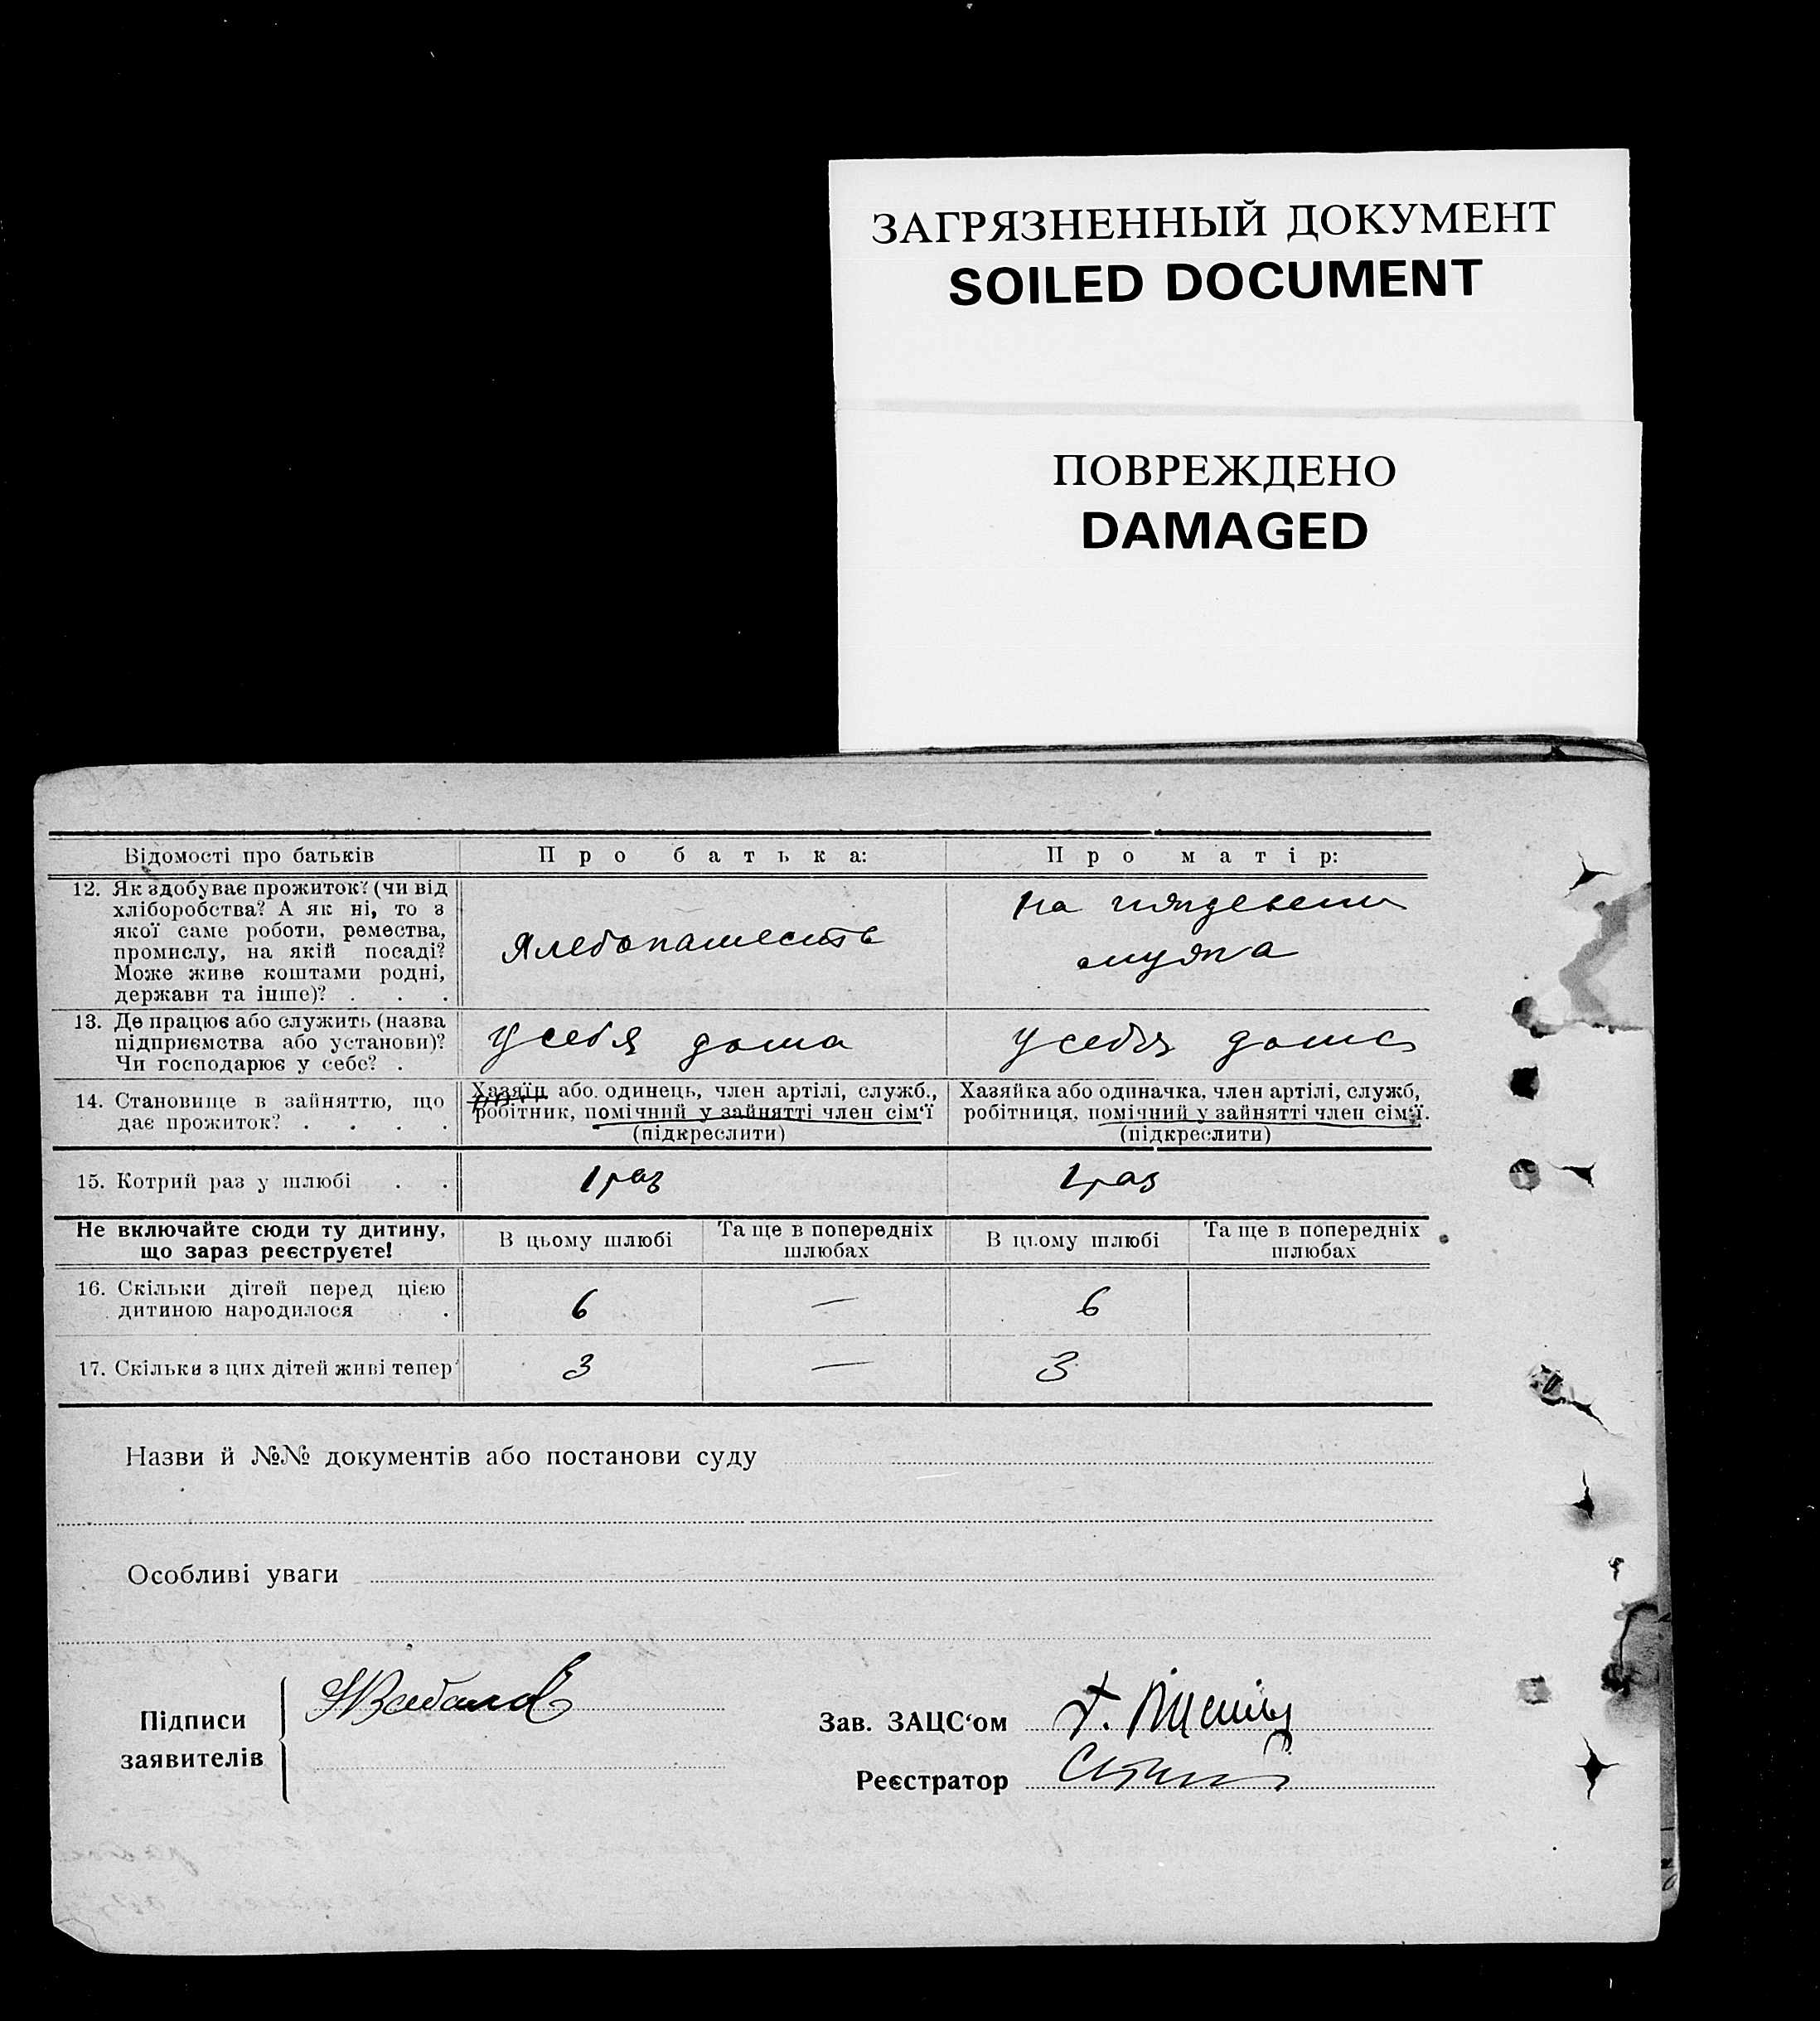 ЗАГРЯЗНЕННЫЙ ДОКУМЕНТ
SOILED DOCUMENT
ПОВРЕЖДЕНО
DAMAGED
Відомості про батьків
Про батька:
Про матір:
12. Як здобуває прожиток? (чи від
хліборобства? А як ні, то з
якої саме роботи, ремества,
промислу, на якій посаді?
Може живе коштами родні,
держави та інше)? . . .
Хлебопашеств
На иждевени
мужа
13. Де працює або служить (назва
підприємства або установи)?
Чи господарює у себе? .
У себя дома
У себя дома
14. Становище в зайняттю, що
дає прожиток? . . . .
Хазяїн або одинець, член артілі, служб.,
робітник, помічний у зайнятті член сім‘ї
(підкреслити)
Хазяйка або одиначка, член артілі, служб,
робітниця, помічний у зайнятті член сім‘ї.
(підкреслити)
15. Котрий раз у шлюбі . .
1 раз
1 раз
Не включайте сюди ту дитину,
що зараз реєструєте!
В цьому шлюбі
Та ще в попередніх
шлюбах
В цьому шлюбі
Та ще в попередніх
шлюбах
16. Скільки дітей перед цією
дитиною народилося .
6
—
6
17. Скільки з цих дітей живі тепер
3
—
3
Назви й №№ документів або постанови суду
Особливі уваги
Підписи
заявителів
Зав. ЗАЦС‘ом
Реєстратор